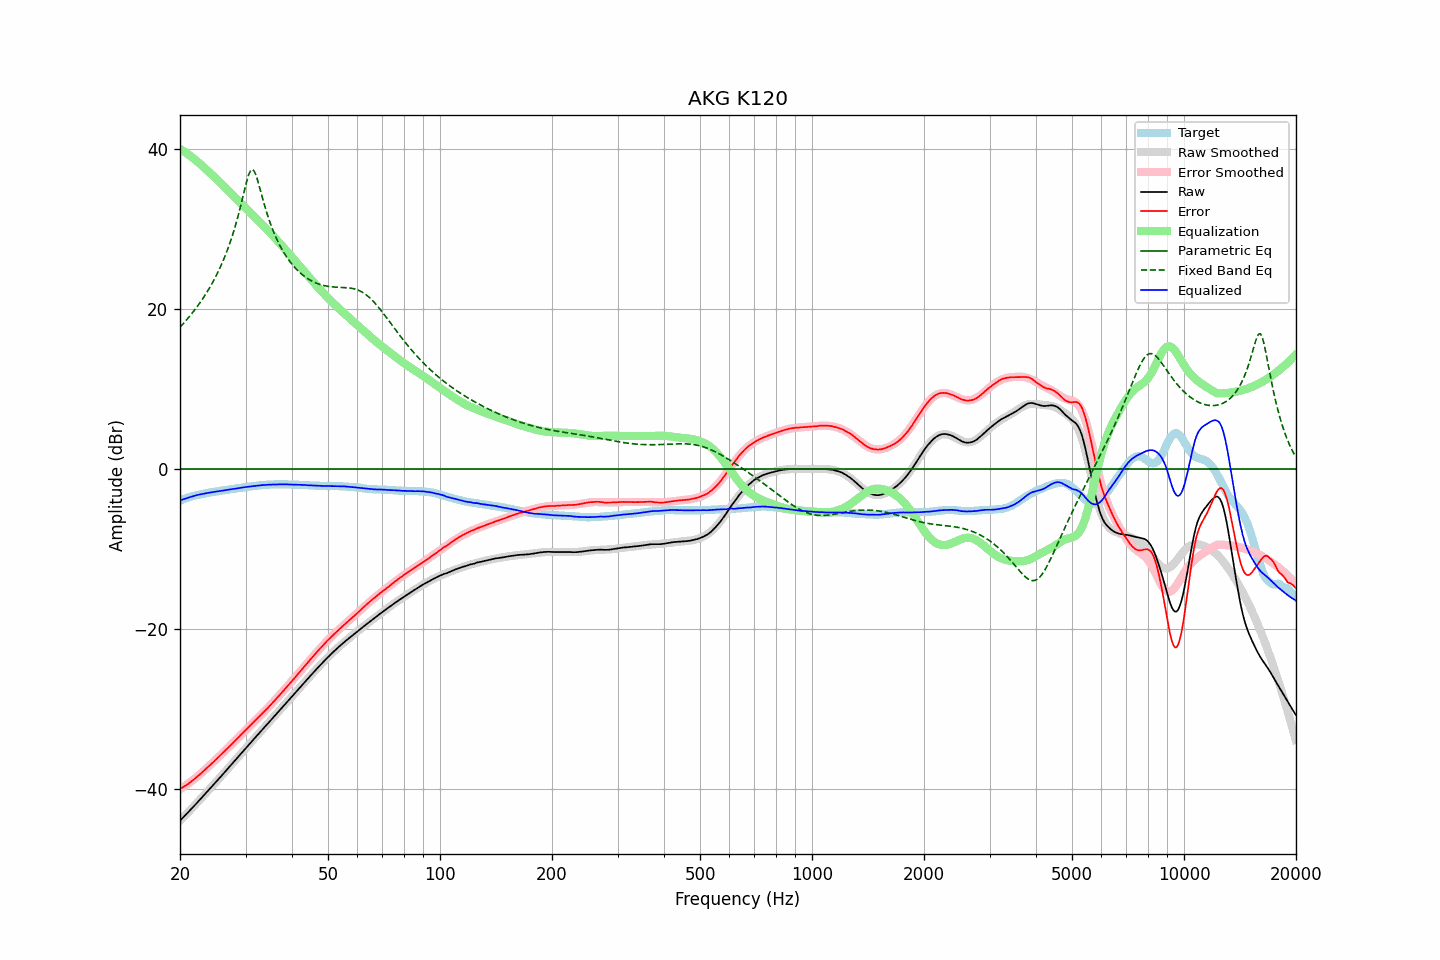 AKG K120
Amplitude (dBr)
40
20
0
−20
−40
Target
Raw Smoothed
Error Smoothed
Raw
Error
Equalization
Parametric Eq
Fixed Band Eq
Equalized
20 50 100 200 500 1000 2000 5000 10000 20000
Frequency (Hz)